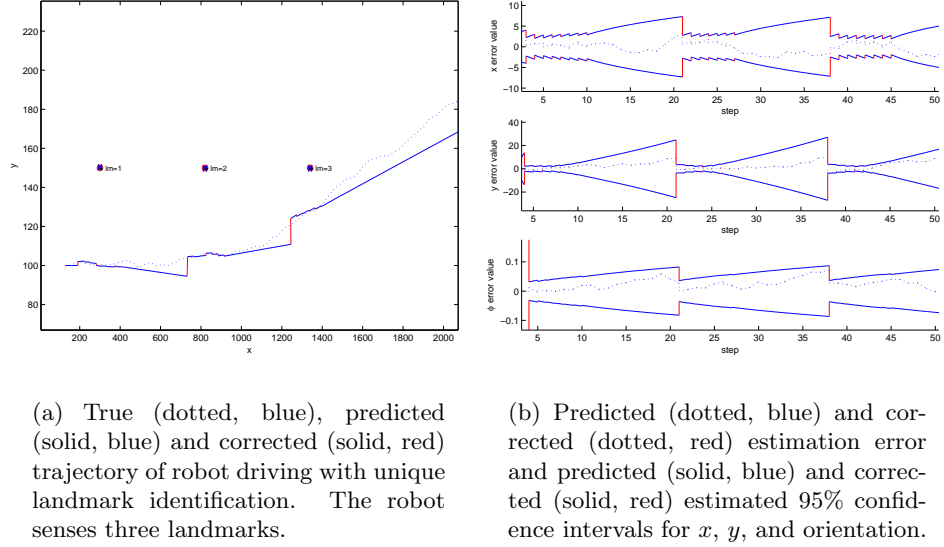 220
200
180
160
140
120
100
80
y
lm=1
lm=2
lm=3
200 400 600 800 1000 1200 1400 1600 1800 2000
x
10
5
0
−5
−10
x error value
5 10 15 20 25 30 35 40 45 50
step
40
20
0
−20
y error value
5 10 15 20 25 30 35 40 45 50
step
0.1
0
−0.1
ϕ error value
5 10 15 20 25 30 35 40 45 50
step
(a) True (dotted, blue), predicted
(solid, blue) and corrected (solid, red)
trajectory of robot driving with unique
landmark identification. The robot
senses three landmarks.
(b) Predicted (dotted, blue) and cor-
rected (dotted, red) estimation error
and predicted (solid, blue) and correc-
ted (solid, red) estimated 95% confid-
ence intervals for x, y, and orientation.